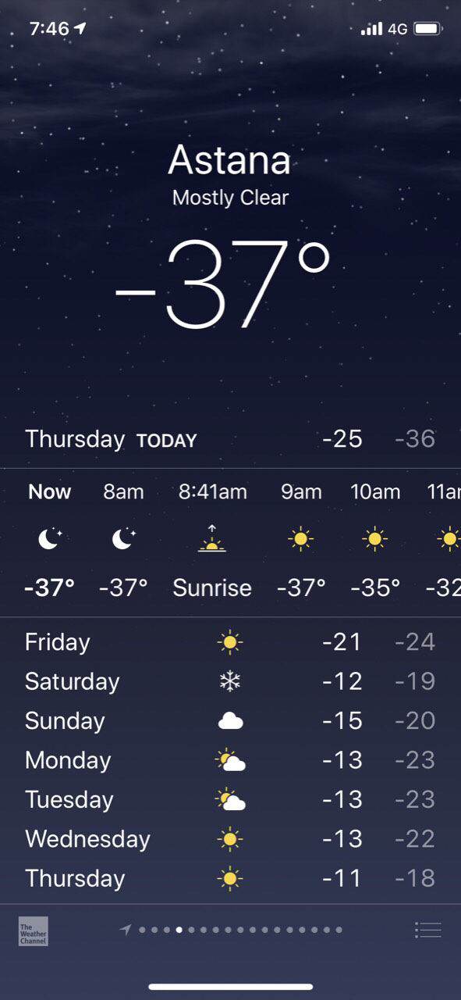 7:46 4G
Astana
Mostly Clear
-37°
Thursday TODAY -25 -36
Now 8am 8:41am 9am 10am 11am
-37° -37° Sunrise -37° -35° -32
Friday -21 -24
Saturday -12 -19
Sunday -15 -20
Monday -13 -23
Tuesday -13 -23
Wednesday -13 -22
Thursday -11 -18
The
Weather
Channel